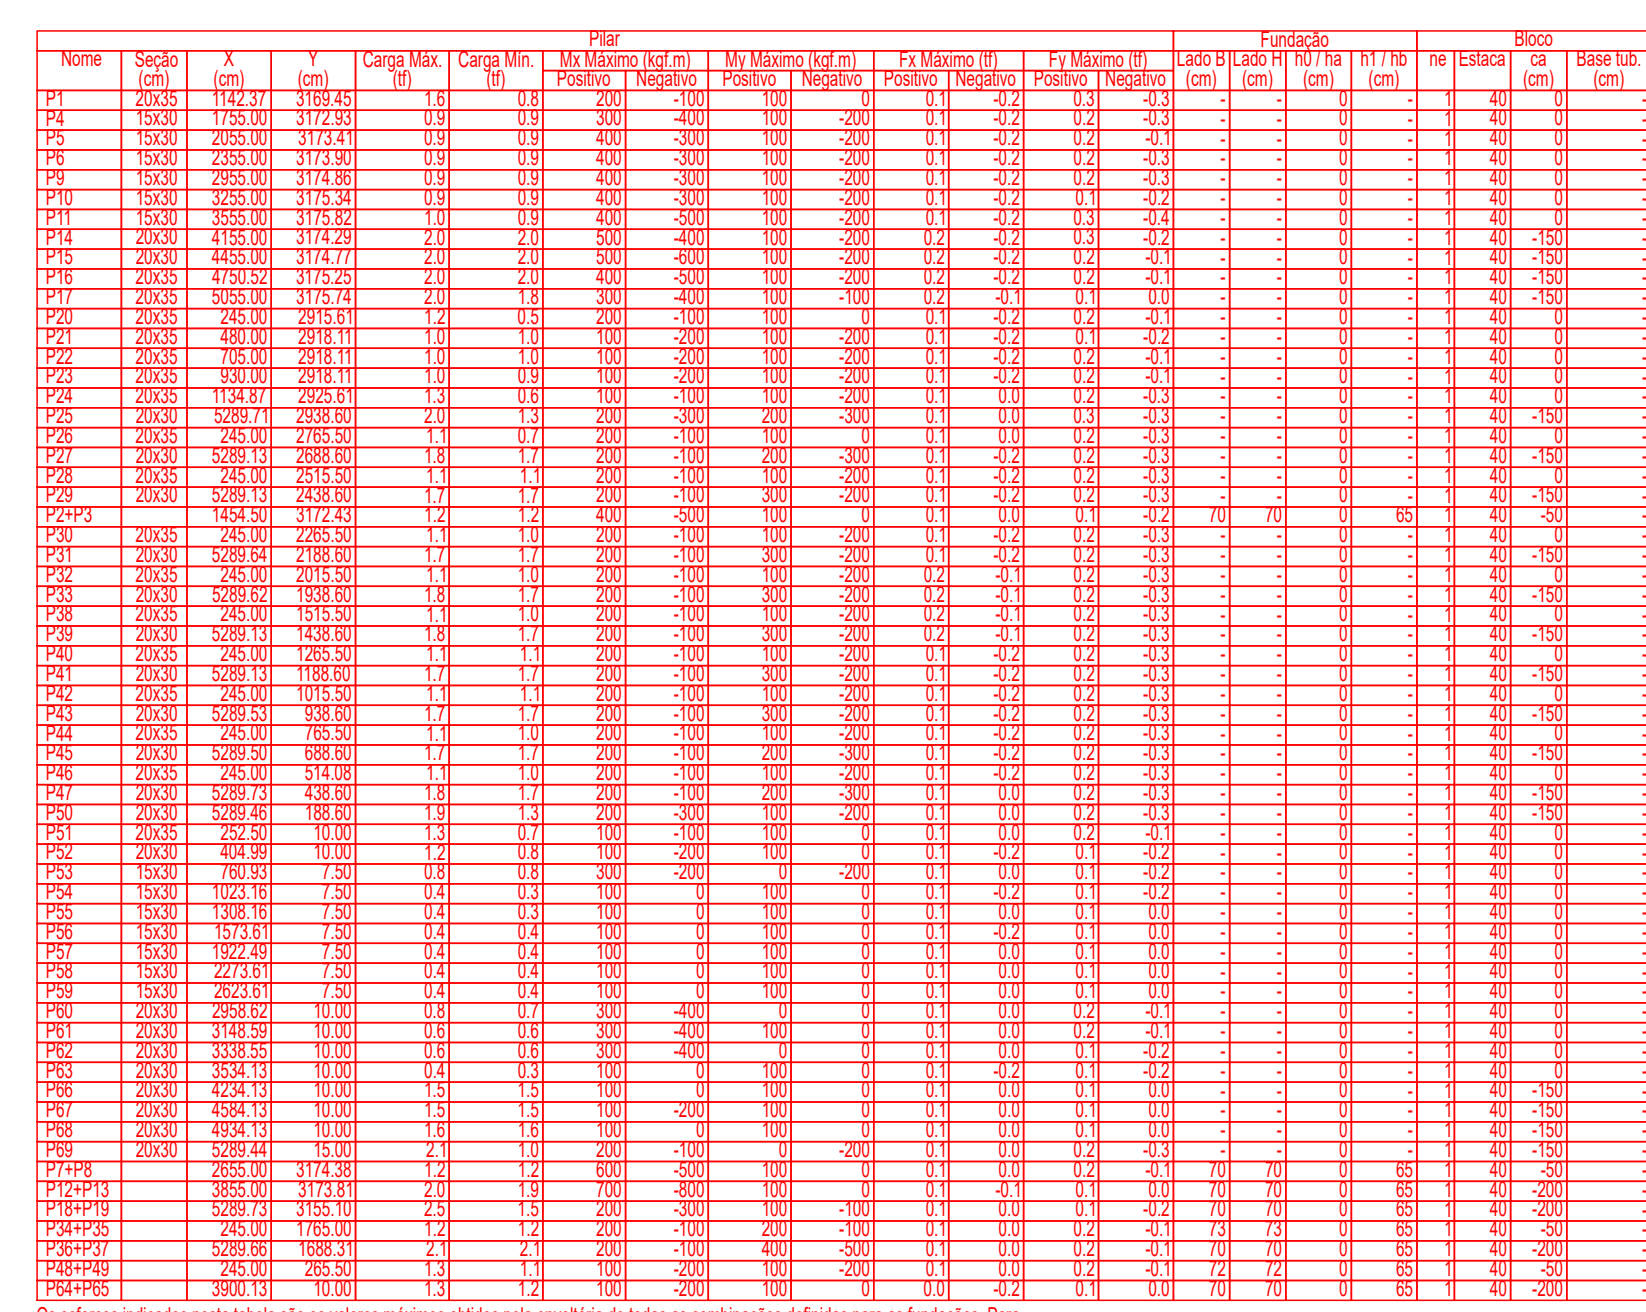 Pilar Fundação Bloco
Nome Seção (cm) X (cm) Y (cm) Carga Máx. (tf) Carga Mín. (tf) Mx Máximo (kgf.m) My Máximo (kgf.m) Fx Máximo (tf) Fy Máximo (tf) Lado B (cm) Lado H (cm) h0 / ha (cm) h1 / hb (cm) ne Estaca ca (cm) Base tub. (cm)
Positivo Negativo Positivo Negativo Positivo Negativo Positivo Negativo
P1 20x35 1142.37 3169.45 1.6 0.8 200 -100 100 0 0.1 -0.2 0.3 -0.3 - - 0 - 1 40 0 -
P4 15x30 1755.00 3172.93 0.9 0.9 300 -400 100 -200 0.1 -0.2 0.2 -0.3 - - 0 - 1 40 0 -
P5 15x30 2055.00 3173.41 0.9 0.9 400 -300 100 -200 0.1 -0.2 0.2 -0.1 - - 0 - 1 40 0 -
P6 15x30 2355.00 3173.90 0.9 0.9 400 -300 100 -200 0.1 -0.2 0.2 -0.3 - - 0 - 1 40 0 -
P9 15x30 2955.00 3174.86 0.9 0.9 400 -300 100 -200 0.1 -0.2 0.2 -0.3 - - 0 - 1 40 0 -
P10 15x30 3255.00 3175.34 0.9 0.9 400 -300 100 -200 0.1 -0.2 0.1 -0.2 - - 0 - 1 40 0 -
P11 15x30 3555.00 3175.82 1.0 0.9 400 -500 100 -200 0.1 -0.2 0.3 -0.4 - - 0 - 1 40 0 -
P14 20x30 4155.00 3174.29 2.0 2.0 500 -400 100 -200 0.2 -0.2 0.3 -0.2 - - 0 - 1 40 -150 -
P15 20x30 4455.00 3174.77 2.0 2.0 500 -600 100 -200 0.2 -0.2 0.2 -0.1 - - 0 - 1 40 -150 -
P16 20x35 4750.52 3175.25 2.0 2.0 400 -500 100 -200 0.2 -0.2 0.2 -0.1 - - 0 - 1 40 -150 -
P17 20x35 5055.00 3175.74 2.0 1.8 300 -400 100 -100 0.2 -0.1 0.1 0.0 - - 0 - 1 40 -150 -
P20 20x35 245.00 2915.61 1.2 0.5 200 -100 100 0 0.1 -0.2 0.2 -0.1 - - 0 - 1 40 0 -
P21 20x35 480.00 2918.11 1.0 1.0 100 -200 100 -200 0.1 -0.2 0.1 -0.2 - - 0 - 1 40 0 -
P22 20x35 705.00 2918.11 1.0 1.0 100 -200 100 -200 0.1 -0.2 0.2 -0.1 - - 0 - 1 40 0 -
P23 20x35 930.00 2918.11 1.0 0.9 100 -200 100 -200 0.1 -0.2 0.2 -0.1 - - 0 - 1 40 0 -
P24 20x35 1134.87 2925.61 1.3 0.6 100 -100 100 -200 0.1 0.0 0.2 -0.3 - - 0 - 1 40 0 -
P25 20x30 5289.71 2938.60 2.0 1.3 200 -300 200 -300 0.1 0.0 0.3 -0.3 - - 0 - 1 40 -150 -
P26 20x35 245.00 2765.50 1.1 0.7 200 -100 100 0 0.1 0.0 0.2 -0.3 - - 0 - 1 40 0 -
P27 20x30 5289.13 2688.60 1.8 1.7 200 -100 200 -300 0.1 -0.2 0.2 -0.3 - - 0 - 1 40 -150 -
P28 20x35 245.00 2515.50 1.1 1.1 200 -100 100 0 0.1 -0.2 0.2 -0.3 - - 0 - 1 40 0 -
P29 20x30 5289.13 2438.60 1.7 1.7 200 -100 300 -200 0.1 -0.2 0.2 -0.3 - - 0 - 1 40 -150 -
P2+P3 1454.50 3172.43 1.2 1.2 400 -500 100 0 0.1 0.0 0.1 -0.2 70 70 0 65 1 40 -50 -
P30 20x35 245.00 2265.50 1.1 1.0 200 -100 100 -200 0.1 -0.2 0.2 -0.3 - - 0 - 1 40 0 -
P31 20x30 5289.64 2188.60 1.7 1.7 200 -100 300 -200 0.1 -0.2 0.2 -0.3 - - 0 - 1 40 -150 -
P32 20x35 245.00 2015.50 1.1 1.0 200 -100 100 -200 0.2 -0.1 0.2 -0.3 - - 0 - 1 40 0 -
P33 20x30 5289.62 1938.60 1.8 1.7 200 -100 300 -200 0.2 -0.1 0.2 -0.3 - - 0 - 1 40 -150 -
P38 20x35 245.00 1515.50 1.1 1.0 200 -100 100 -200 0.2 -0.1 0.2 -0.3 - - 0 - 1 40 0 -
P39 20x30 5289.13 1438.60 1.8 1.7 200 -100 300 -200 0.2 -0.1 0.2 -0.3 - - 0 - 1 40 -150 -
P40 20x35 245.00 1265.50 1.1 1.1 200 -100 100 -200 0.1 -0.2 0.2 -0.3 - - 0 - 1 40 0 -
P41 20x30 5289.13 1188.60 1.7 1.7 200 -100 300 -200 0.1 -0.2 0.2 -0.3 - - 0 - 1 40 -150 -
P42 20x35 245.00 1015.50 1.1 1.1 200 -100 100 -200 0.1 -0.2 0.2 -0.3 - - 0 - 1 40 0 -
P43 20x30 5289.53 938.60 1.7 1.7 200 -100 300 -200 0.1 -0.2 0.2 -0.3 - - 0 - 1 40 -150 -
P44 20x35 245.00 765.50 1.1 1.0 200 -100 100 -200 0.1 -0.2 0.2 -0.3 - - 0 - 1 40 0 -
P45 20x30 5289.50 688.60 1.7 1.7 200 -100 200 -300 0.1 -0.2 0.2 -0.3 - - 0 - 1 40 -150 -
P46 20x35 245.00 514.08 1.1 1.0 200 -100 100 -200 0.1 -0.2 0.2 -0.3 - - 0 - 1 40 0 -
P47 20x30 5289.73 438.60 1.8 1.7 200 -100 200 -300 0.1 0.0 0.2 -0.3 - - 0 - 1 40 -150 -
P50 20x30 5289.46 188.60 1.9 1.3 200 -300 100 -200 0.1 0.0 0.2 -0.3 - - 0 - 1 40 -150 -
P51 20x35 252.50 10.00 1.3 0.7 100 -100 100 0 0.1 0.0 0.2 -0.1 - - 0 - 1 40 0 -
P52 20x30 404.99 10.00 1.2 0.8 100 -200 100 0 0.1 -0.2 0.1 -0.2 - - 0 - 1 40 0 -
P53 15x30 760.93 7.50 0.8 0.8 300 -200 0 -200 0.1 0.0 0.1 -0.2 - - 0 - 1 40 0 -
P54 15x30 1023.16 7.50 0.4 0.3 100 0 100 0 0.1 -0.2 0.1 -0.2 - - 0 - 1 40 0 -
P55 15x30 1308.16 7.50 0.4 0.3 100 0 100 0 0.1 0.0 0.1 0.0 - - 0 - 1 40 0 -
P56 15x30 1573.61 7.50 0.4 0.4 100 0 100 0 0.1 -0.2 0.1 0.0 - - 0 - 1 40 0 -
P57 15x30 1922.49 7.50 0.4 0.4 100 0 100 0 0.1 0.0 0.1 0.0 - - 0 - 1 40 0 -
P58 15x30 2273.61 7.50 0.4 0.4 100 0 100 0 0.1 0.0 0.1 0.0 - - 0 - 1 40 0 -
P59 15x30 2623.61 7.50 0.4 0.4 100 0 100 0 0.1 0.0 0.1 0.0 - - 0 - 1 40 0 -
P60 20x30 2958.62 10.00 0.8 0.7 300 -400 0 0 0.1 0.0 0.2 -0.1 - - 0 - 1 40 0 -
P61 20x30 3148.59 10.00 0.6 0.6 300 -400 100 0 0.1 0.0 0.2 -0.1 - - 0 - 1 40 0 -
P62 20x30 3338.55 10.00 0.6 0.6 300 -400 0 0 0.1 0.0 0.1 -0.2 - - 0 - 1 40 0 -
P63 20x30 3534.13 10.00 0.4 0.3 100 0 100 0 0.1 -0.2 0.1 -0.2 - - 0 - 1 40 0 -
P66 20x30 4234.13 10.00 1.5 1.5 100 0 100 0 0.1 0.0 0.1 0.0 - - 0 - 1 40 -150 -
P67 20x30 4584.13 10.00 1.5 1.5 100 -200 100 0 0.1 0.0 0.1 0.0 - - 0 - 1 40 -150 -
P68 20x30 4934.13 10.00 1.6 1.6 100 0 100 0 0.1 0.0 0.1 0.0 - - 0 - 1 40 -150 -
P69 20x30 5289.44 15.00 2.1 1.0 200 -100 0 -200 0.1 0.0 0.2 -0.3 - - 0 - 1 40 -150 -
P7+P8 2655.00 3174.38 1.2 1.2 600 -500 100 0 0.1 0.0 0.2 -0.1 70 70 0 65 1 40 -50 -
P12+P13 3855.00 3173.81 2.0 1.9 700 -800 100 0 0.1 -0.1 0.1 0.0 70 70 0 65 1 40 -200 -
P18+P19 5289.73 3155.10 2.5 1.5 200 -300 100 -100 0.1 0.0 0.1 -0.2 70 70 0 65 1 40 -200 -
P34+P35 245.00 1765.00 1.2 1.2 200 -100 200 -100 0.1 0.0 0.2 -0.1 73 73 0 65 1 40 -50 -
P36+P37 5289.66 1688.31 2.1 2.1 200 -100 400 -500 0.1 0.0 0.2 -0.1 70 70 0 65 1 40 -200 -
P48+P49 245.00 265.50 1.3 1.1 100 -200 100 -200 0.1 0.0 0.2 -0.1 72 72 0 65 1 40 -50 -
P64+P65 3900.13 10.00 1.3 1.2 100 -200 100 0 0.0 -0.2 0.1 0.0 70 70 0 65 1 40 -200 -